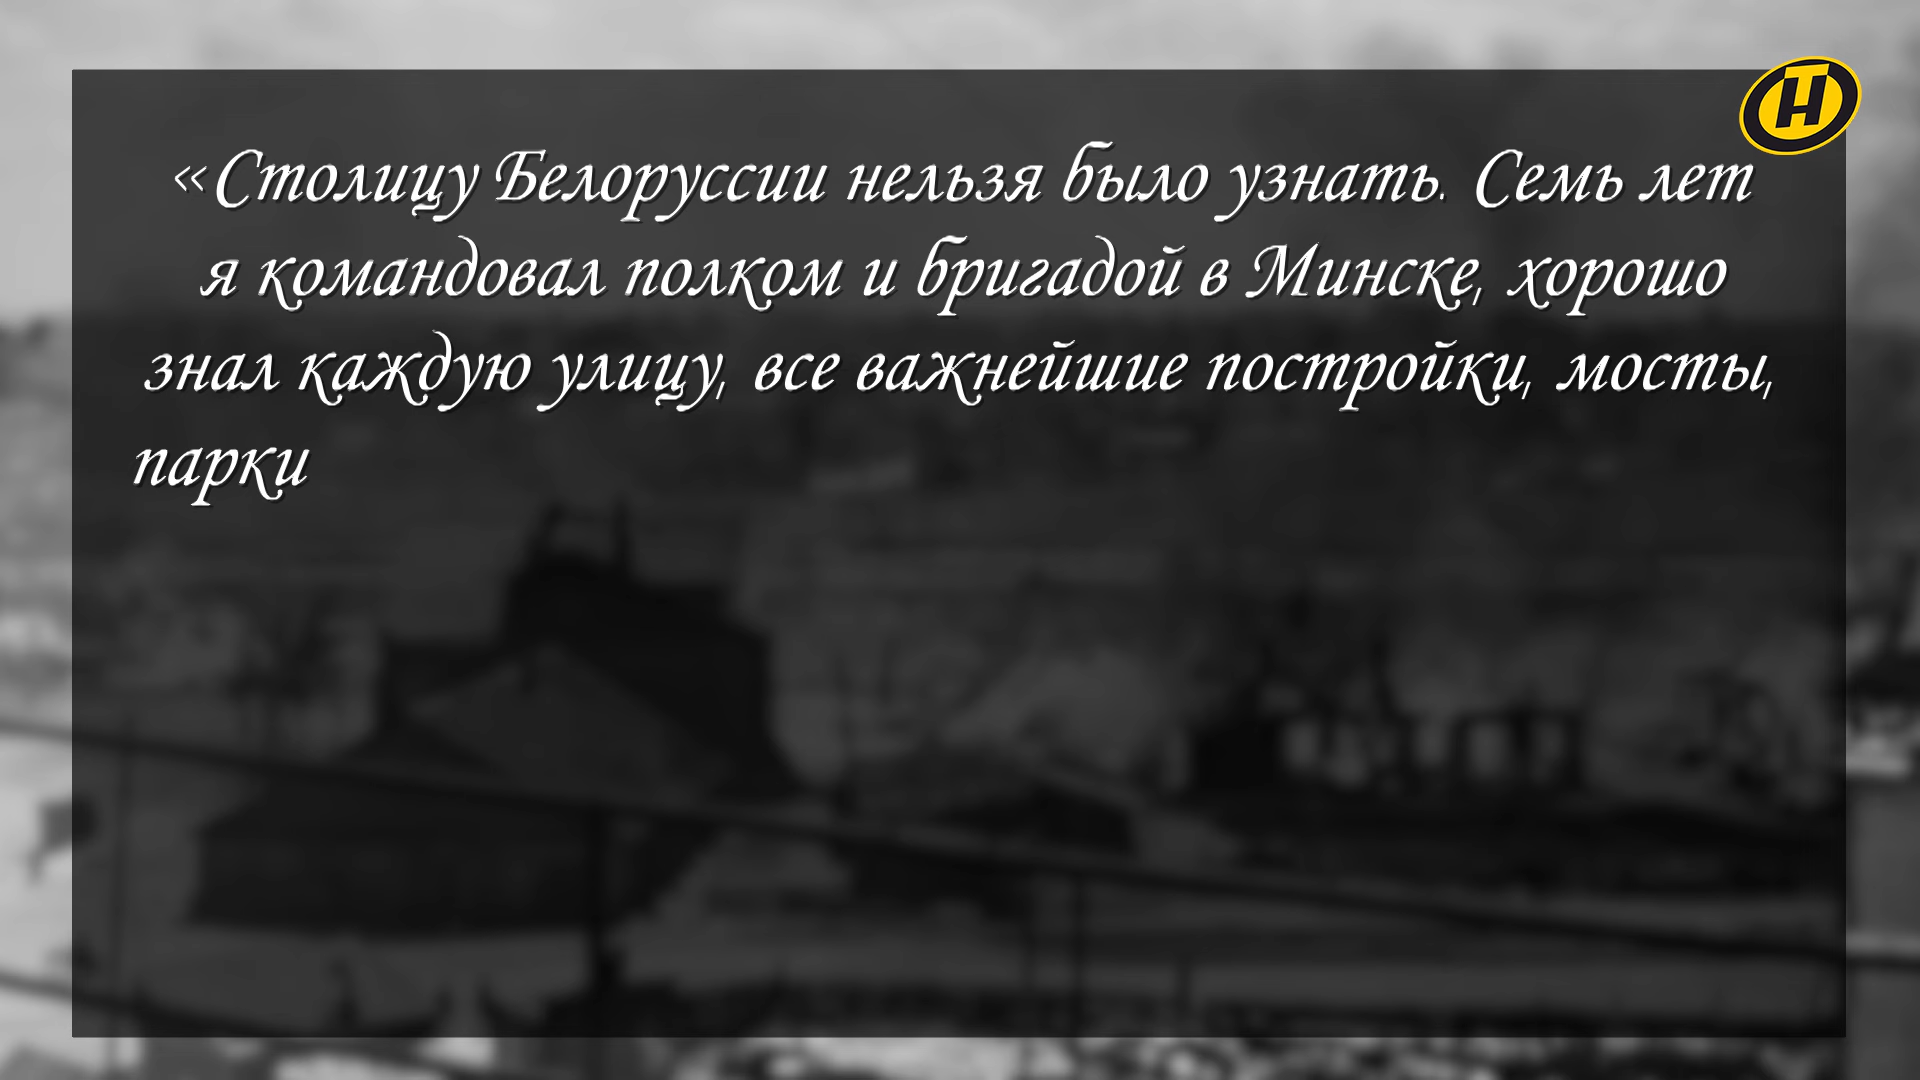 «Столицу Белоруссии нельзя было узнать. Семь лет
я командовал полком и бригадой в Минске, хорошо
знал каждую улицу, все важнейшие постройки, мосты,
парки
ОНТ